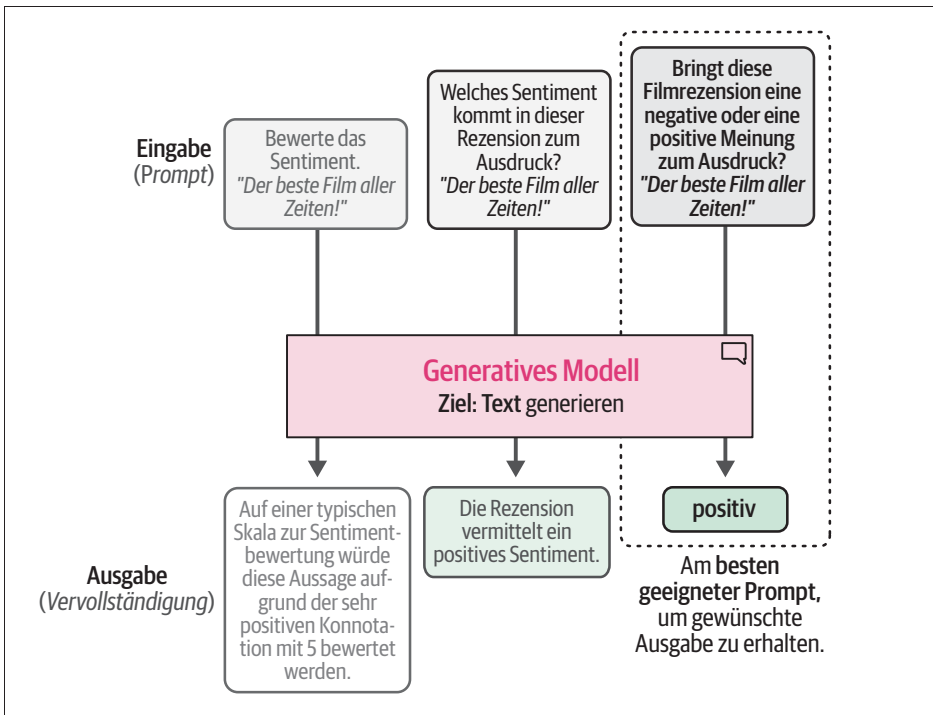 Eingabe
(Prompt)
Bewerte das
Sentiment.
"Der beste Film aller
Zeiten!"
Welches Sentiment
kommt in dieser
Rezension zum
Ausdruck?
"Der beste Film aller
Zeiten!"
Bringt diese
Filmrezension eine
negative oder eine
positive Meinung
zum Ausdruck?
"Der beste Film aller
Zeiten!"
Generatives Modell
Ziel: Text generieren
Ausgabe
(Vervollständigung)
Auf einer typischen
Skala zur Sentiment-
bewertung würde
diese Aussage auf-
grund der sehr
positiven Konnota-
tion mit 5 bewertet
werden.
Die Rezension
vermittelt ein
positives Sentiment.
positiv
Am besten
geeigneter Prompt,
um gewünschte
Ausgabe zu erhalten.